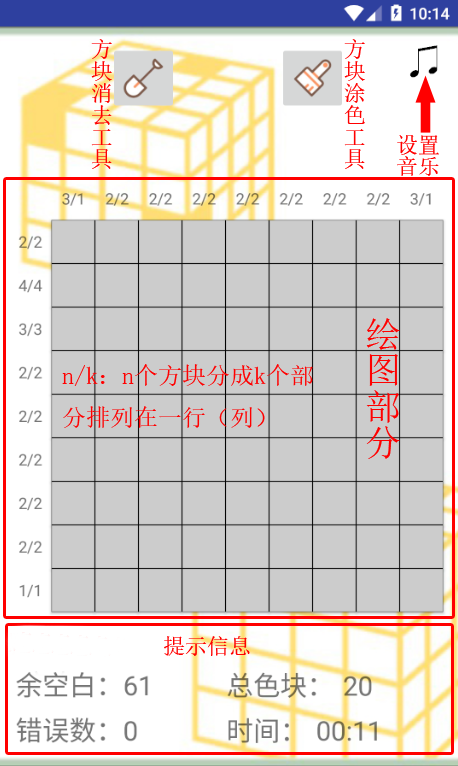 10:14
方块消去工具
方块涂色工具
设置
音乐
3/1 2/2 2/2 2/2 2/2 2/2 2/2 2/2 3/1
2/2
4/4
3/3
2/2
2/2
2/2
2/2
2/2
1/1
n/k：n个方块分成k个部
分排列在一行（列）
绘图部分
提示信息
余空白：61 总色块： 20
错误数：0 时间： 00:11